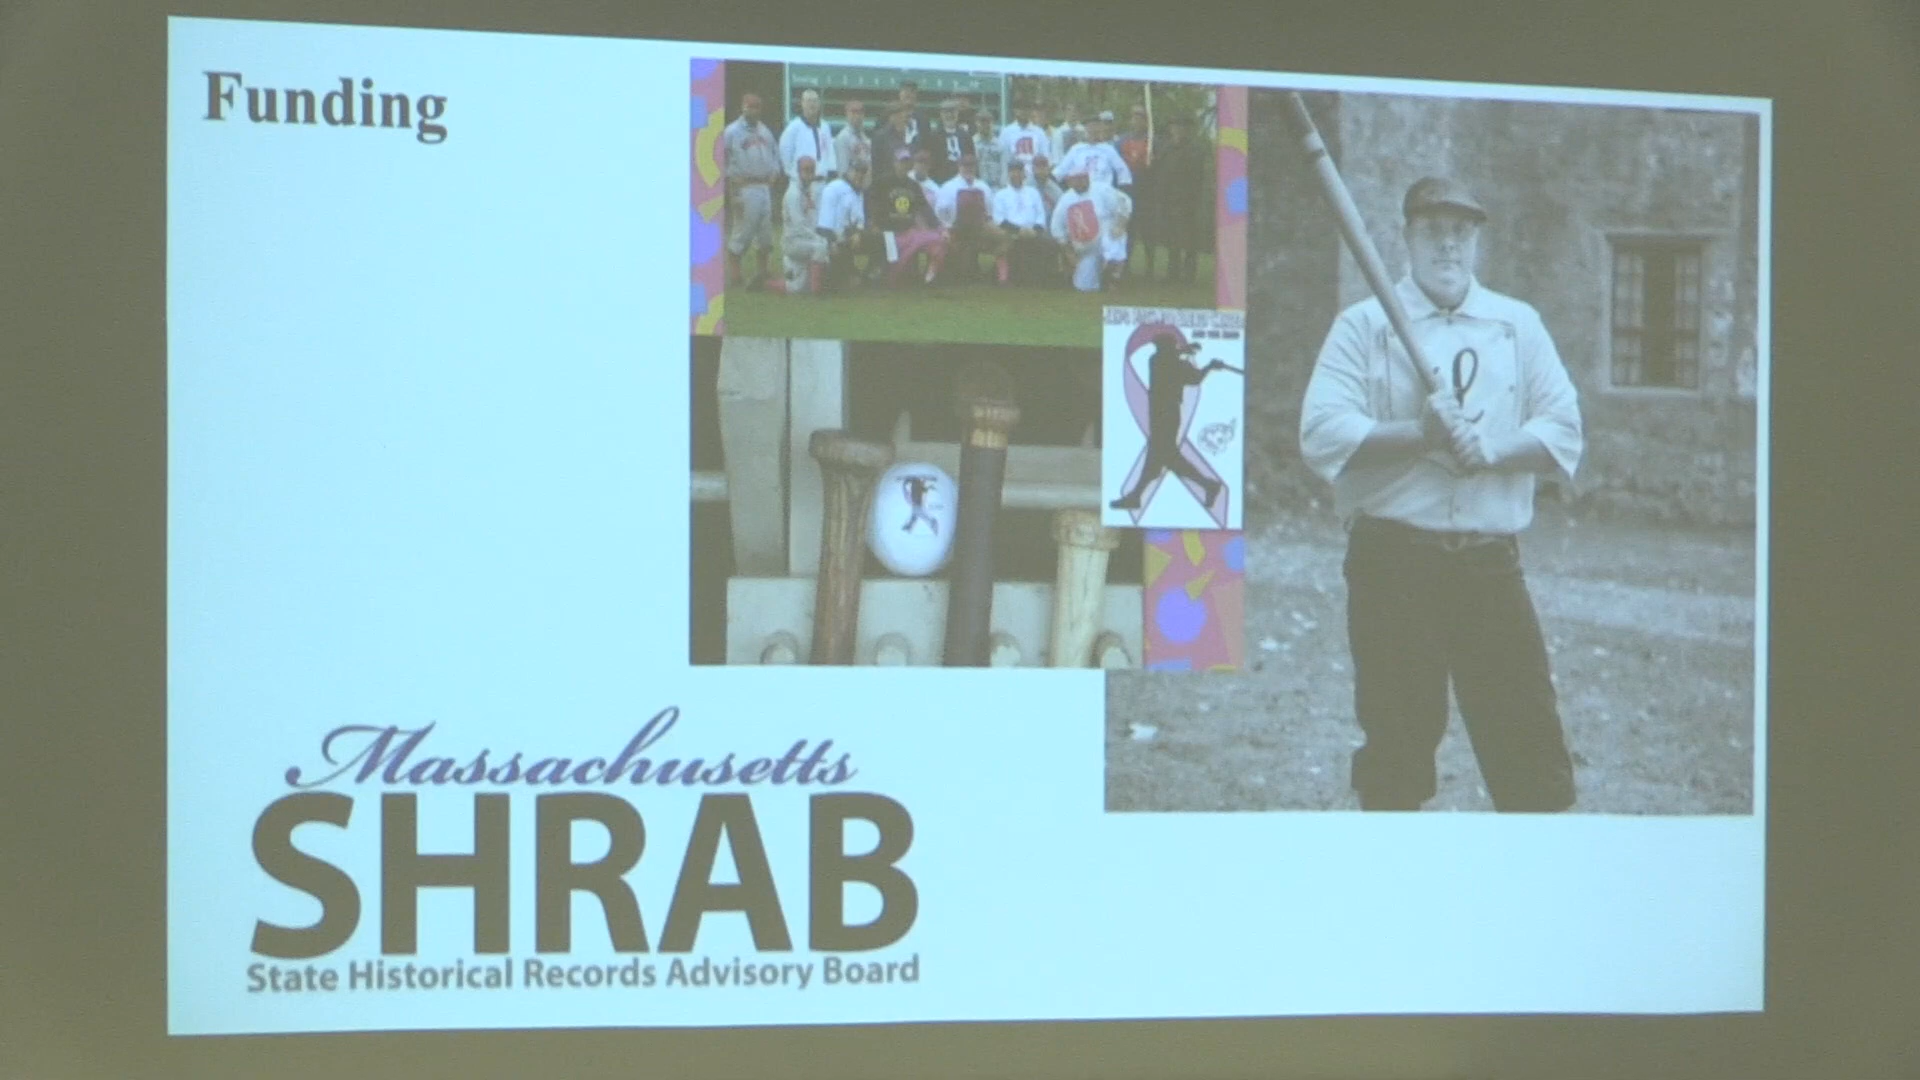 Funding
Massachusetts
SHRAB
State Historical Records Advisory Board